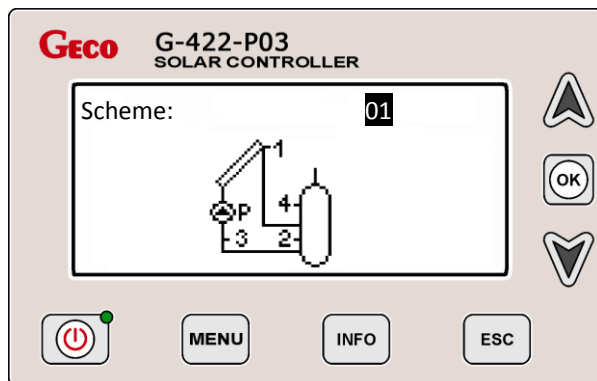 GECO G-422-P03
SOLAR CONTROLLER
Scheme: 01
1
P 4
3 2
OK
MENU INFO ESC